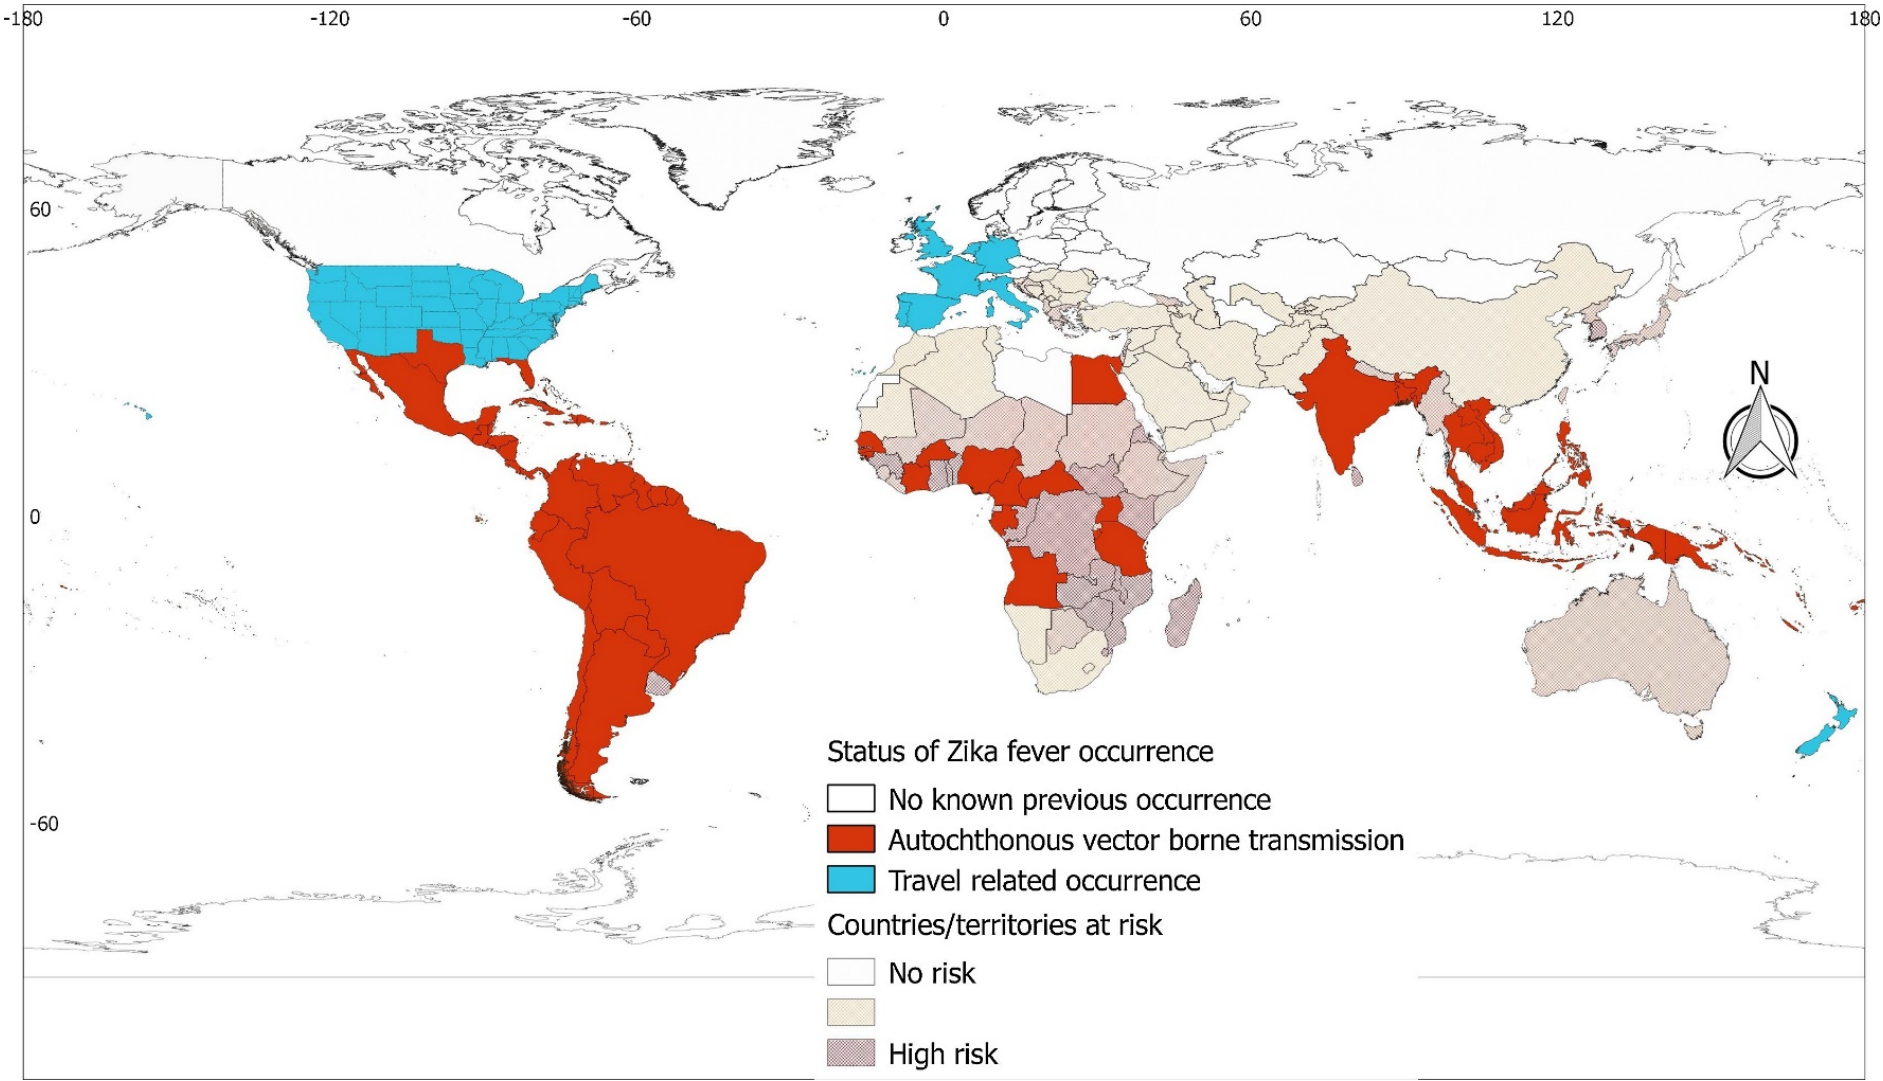 -180 -120 -60 0 60 120 180
60
N
0
Status of Zika fever occurrence
No known previous occurrence
-60
Autochthonous vector borne transmission
Travel related occurrence
Countries/territories at risk
No risk
High risk